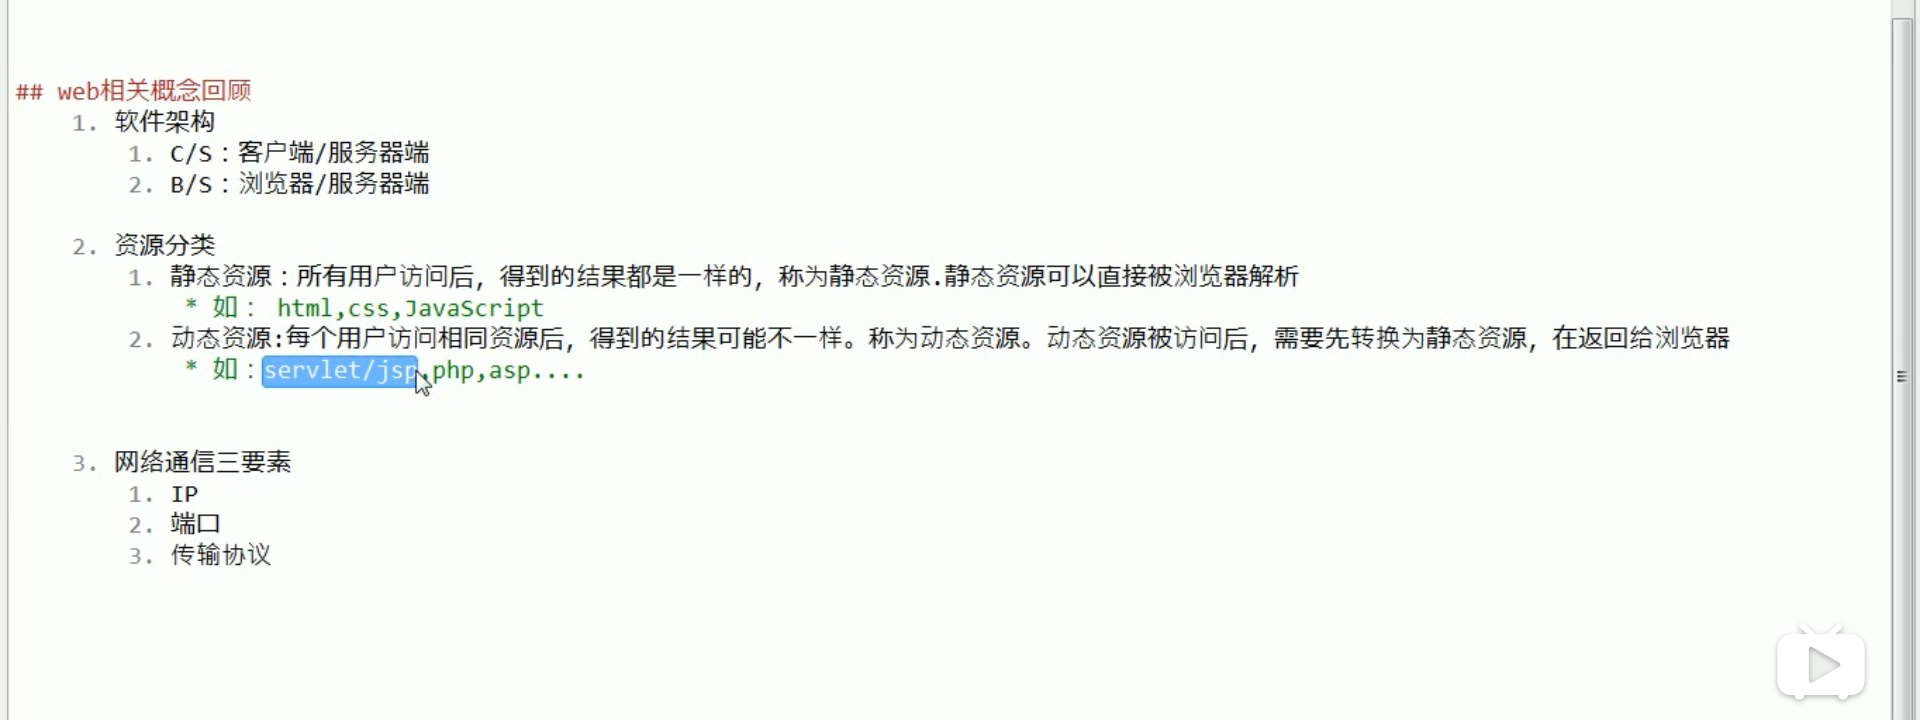 ## web相关概念回顾
1. 软件架构
1. C/S：客户端/服务器端
2. B/S：浏览器/服务器端
2. 资源分类
1. 静态资源：所有用户访问后，得到的结果都是一样的，称为静态资源.静态资源可以直接被浏览器解析
* 如： html,css,JavaScript
2. 动态资源:每个用户访问相同资源后，得到的结果可能不一样。称为动态资源。动态资源被访问后，需要先转换为静态资源，在返回给浏览器
* 如：servlet/jsp,php,asp....
3. 网络通信三要素
1. IP
2. 端口
3. 传输协议